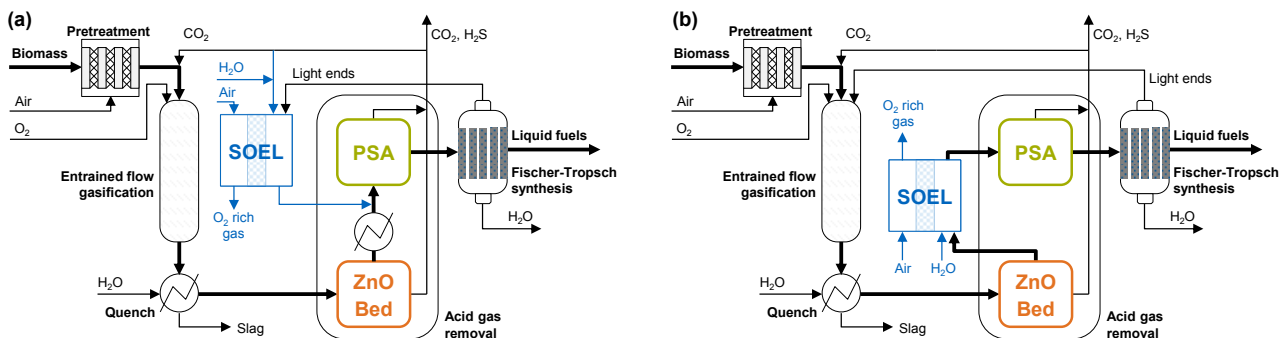 (a)
Pretreatment
CO2
CO2, H2S
Biomass
H2O
Light ends
Air
Air
O2
SOEL
PSA
Liquid fuels
Entrained flow
gasification
Fischer-Tropsch
synthesis
O2 rich
gas
H2O
H2O
ZnO
Bed
Quench
Slag
Acid gas
removal
(b)
Pretreatment
CO2
CO2, H2S
Biomass
Light ends
Air
O2
O2 rich
gas
PSA
Liquid fuels
Entrained flow
gasification
Fischer-Tropsch
synthesis
SOEL
H2O
Air
H2O
H2O
ZnO
Bed
Quench
Slag
Acid gas
removal